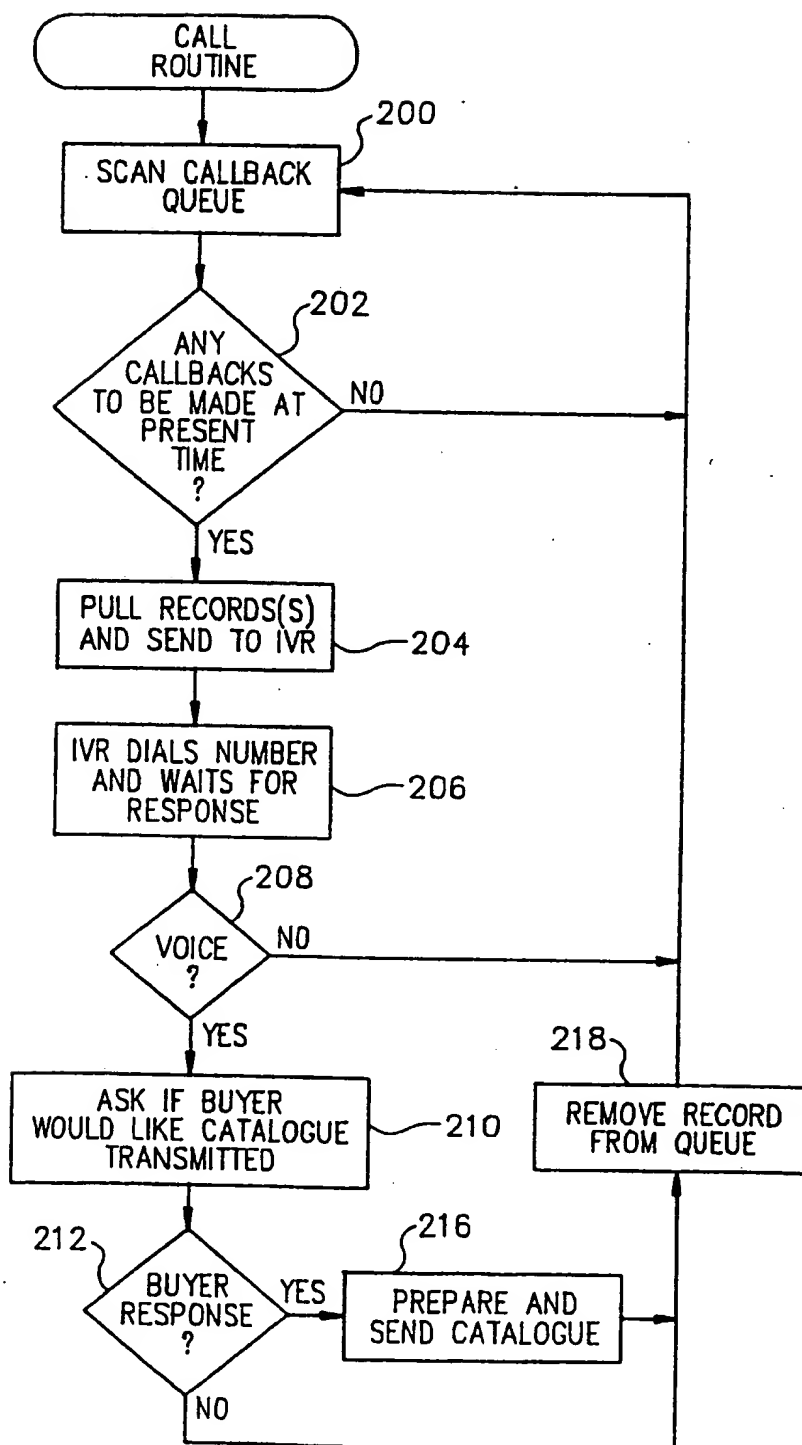 CALL
ROUTINE
200
SCAN CALLBACK
QUEUE
202
ANY
CALLBACKS
TO BE MADE AT
PRESENT
TIME
?
NO
YES
PULL RECORDS(S)
AND SEND TO IVR
204
IVR DIALS NUMBER
AND WAITS FOR
RESPONSE
206
208
VOICE
?
NO
YES
218
ASK IF BUYER
WOULD LIKE CATALOGUE
TRANSMITTED
210
REMOVE RECORD
FROM QUEUE
212
BUYER
RESPONSE
?
YES
216
PREPARE AND
SEND CATALOGUE
NO